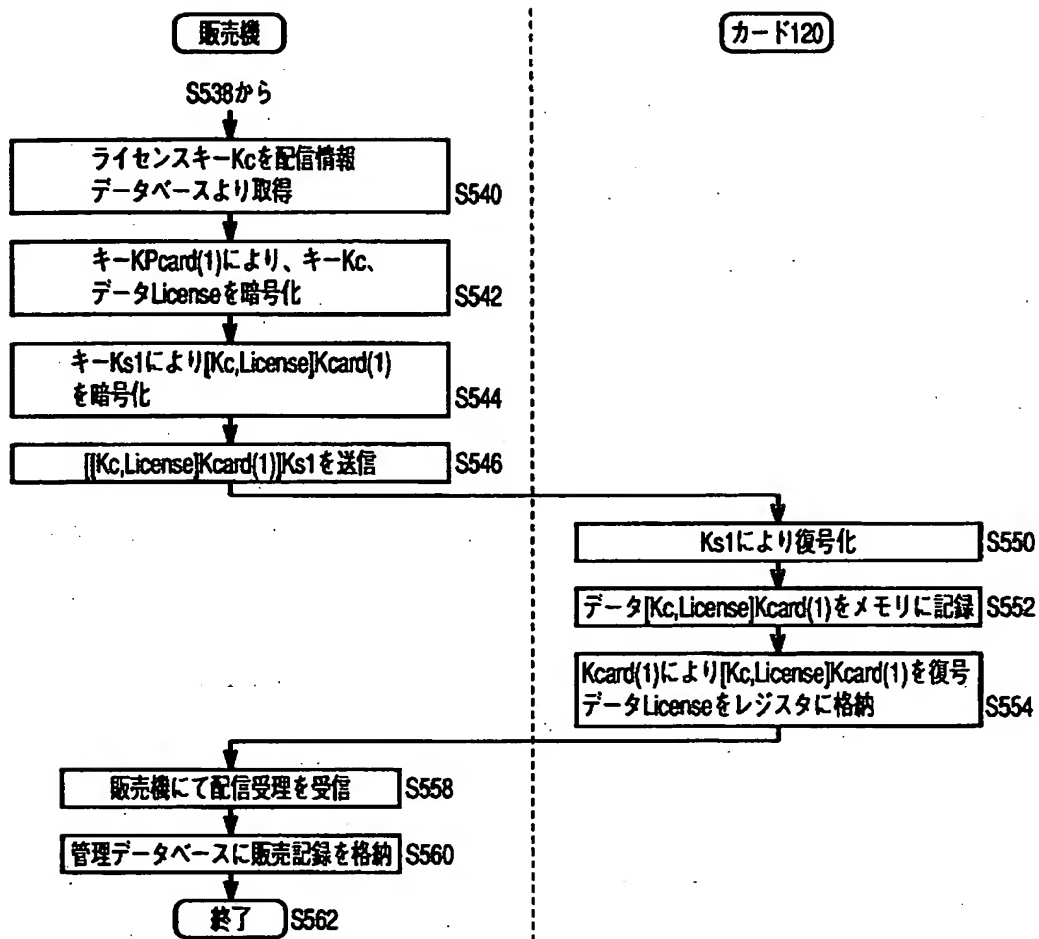 販売機
カード120
S538から
ライセンスキーKcを配信情報
データベースより取得
S540
キーKPcard(1)により、キーKc、
データLicenseを暗号化
S542
キーKs1により[Kc,License]Kcard(1)
を暗号化
S544
[[Kc,License]Kcard(1)]Ks1を送信
S546
Ks1により復号化
S550
データ[Kc,License]Kcard(1)をメモリに記録
S552
Kcard(1)により[Kc,License]Kcard(1)を復号
データLicenseをレジスタに格納
S554
販売機にて配信受理を受信
S558
管理データベースに販売記録を格納
S560
終了
S562